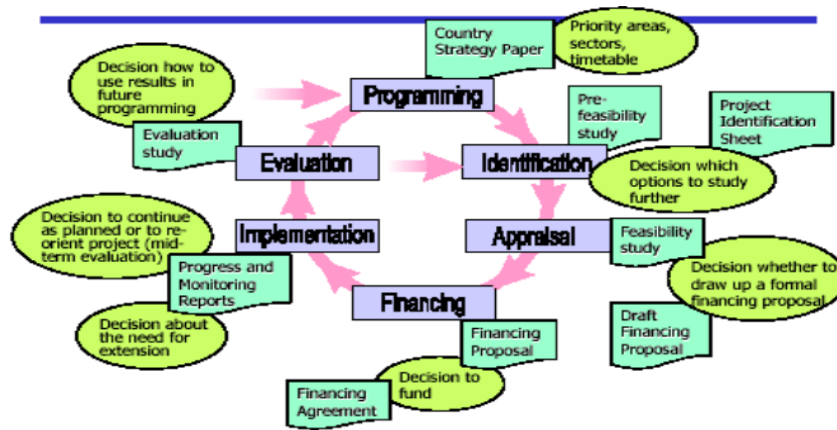 Country
Strategy Paper
Priority areas,
sectors,
timetable
Decision how to
use results in
future
programming
Programming
Pre-
feasibility
study
Project
Identification
Sheet
Evaluation
study
Evaluation
Identification
Decision which
options to study
further
Decision to continue
as planned or to re-
orient project (mid-
term evaluation)
Implementation
Appraisal
Feasibility
study
Progress and
Monitoring
Reports
Decision whether to
draw up a formal
financing proposal
Financing
Decision about
the need for
extension
Financing
Proposal
Draft
Financing
Proposal
Financing
Agreement
Decision to
fund